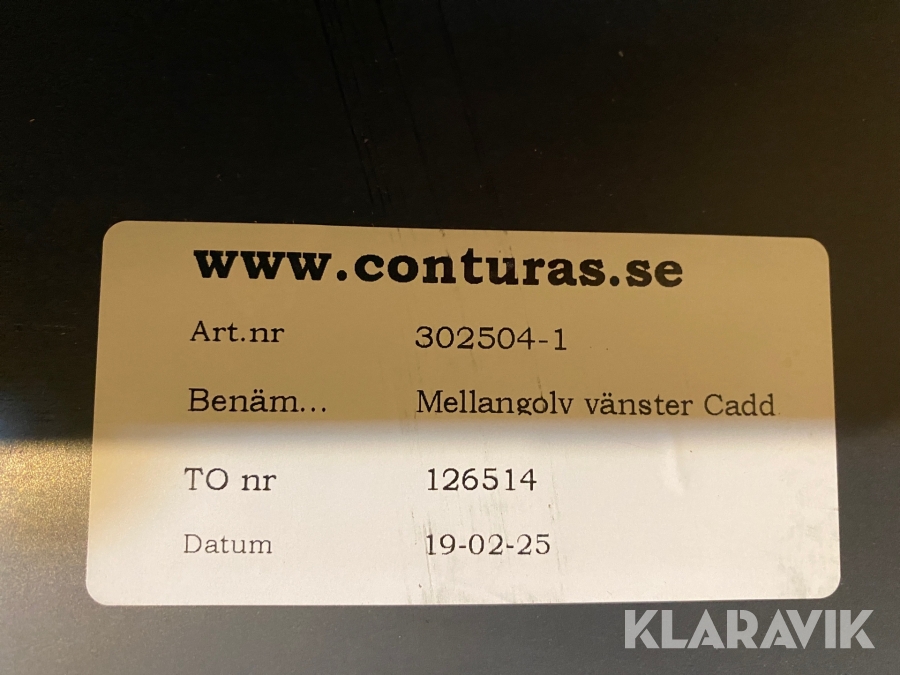 www.conturas.se
Art.nr 302504-1
Benäm... Mellangolv vänster Cadd
TO nr 126514
Datum 19-02-25
KLARAVIK